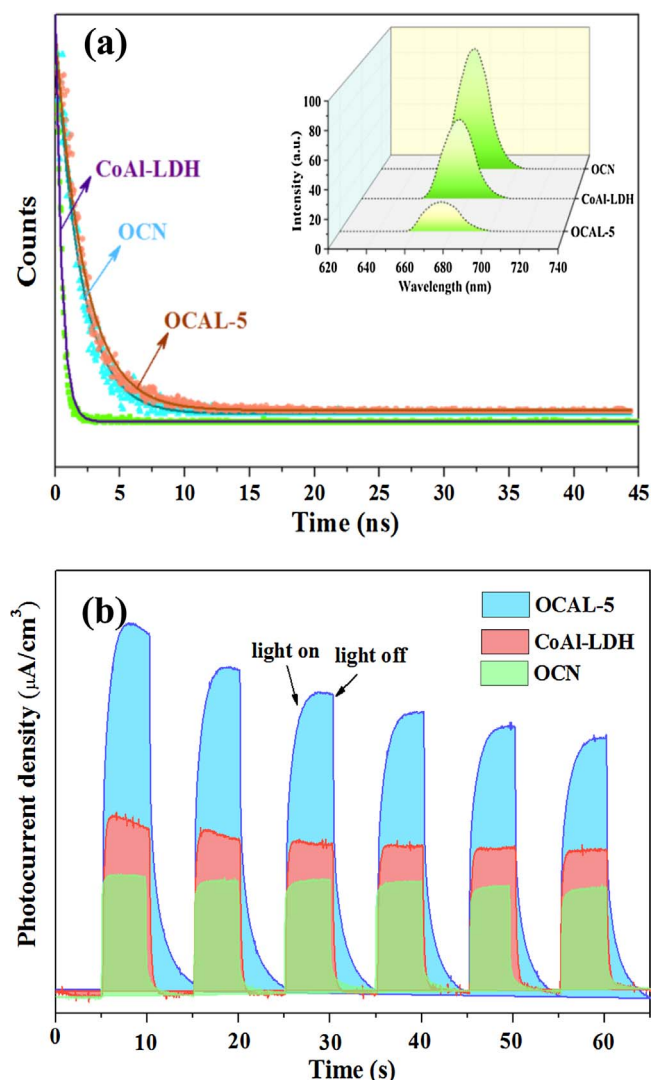 (a)
CoAl-LDH
OCN
OCAL-5
Counts
0 5 10 15 20 25 30 35 40 45
Time (ns)
100
80
60
40
20
0
Intensity (a.u.)
OCN
CoAl-LDH
OCAL-5
620 640 660 680 700 720 740
Wavelength (nm)
(b)
OCAL-5
CoAl-LDH
OCN
light on
light off
Photocurrent density (μA/cm³)
0 10 20 30 40 50 60
Time (s)